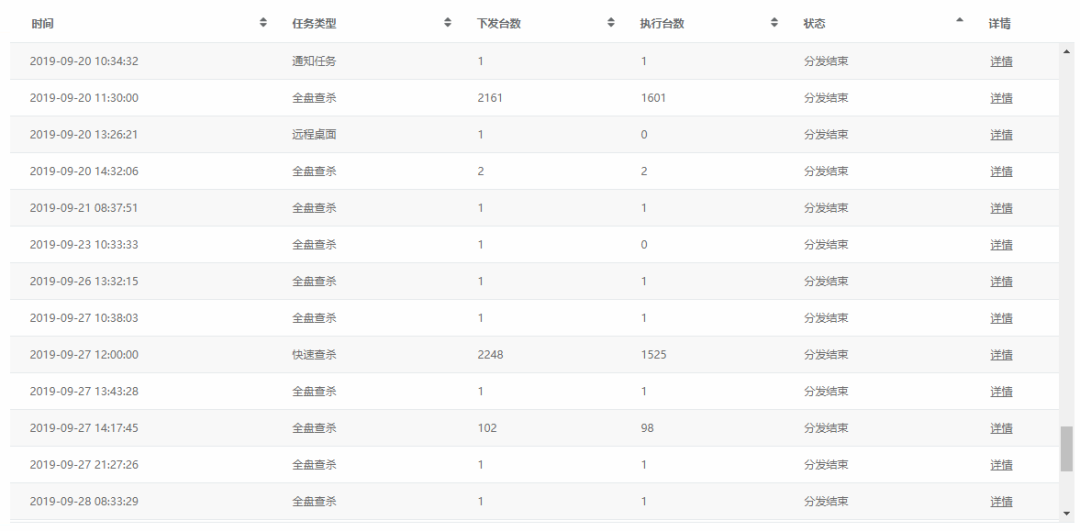 时间 任务类型 下发台数 执行台数 状态 详情
2019-09-20 10:34:32 通知任务 1 1 分发结束 详情
2019-09-20 11:30:00 全盘查杀 2161 1601 分发结束 详情
2019-09-20 13:26:21 远程桌面 1 0 分发结束 详情
2019-09-20 14:32:06 全盘查杀 2 2 分发结束 详情
2019-09-21 08:37:51 全盘查杀 1 1 分发结束 详情
2019-09-23 10:33:33 全盘查杀 1 0 分发结束 详情
2019-09-26 13:32:15 全盘查杀 1 1 分发结束 详情
2019-09-27 10:38:03 全盘查杀 1 1 分发结束 详情
2019-09-27 12:00:00 快速查杀 2248 1525 分发结束 详情
2019-09-27 13:43:28 全盘查杀 1 1 分发结束 详情
2019-09-27 14:17:45 全盘查杀 102 98 分发结束 详情
2019-09-27 21:27:26 全盘查杀 1 1 分发结束 详情
2019-09-28 08:33:29 全盘查杀 1 1 分发结束 详情